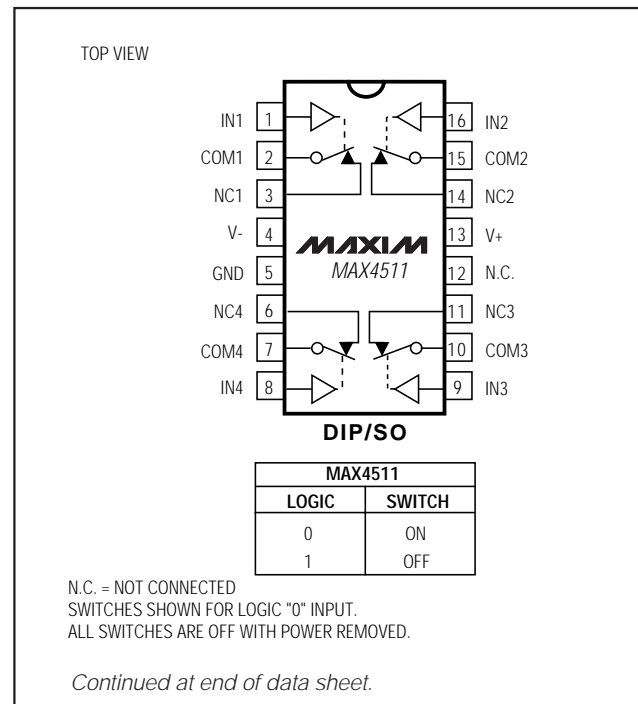 TOP VIEW
IN1 1 16 IN2
COM1 2 15 COM2
NC1 3 14 NC2
V- 4 MAXIM 13 V+
GND 5 MAX4511 12 N.C.
NC4 6 11 NC3
COM4 7 10 COM3
IN4 8 9 IN3
DIP/SO
MAX4511
LOGIC SWITCH
0 ON
1 OFF
N.C. = NOT CONNECTED
SWITCHES SHOWN FOR LOGIC "0" INPUT.
ALL SWITCHES ARE OFF WITH POWER REMOVED.
Continued at end of data sheet.